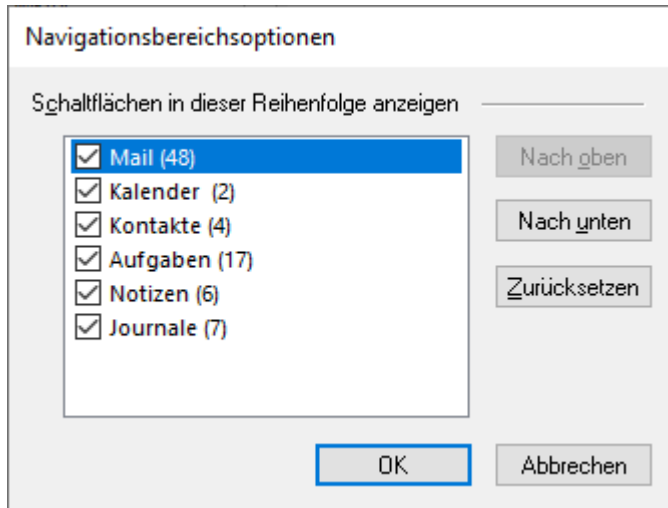 Navigationsbereichsoptionen
Schaltflächen in dieser Reihenfolge anzeigen
Mail (48)
Kalender (2)
Kontakte (4)
Aufgaben (17)
Notizen (6)
Journale (7)
Nach oben
Nach unten
Zurücksetzen
OK
Abbrechen